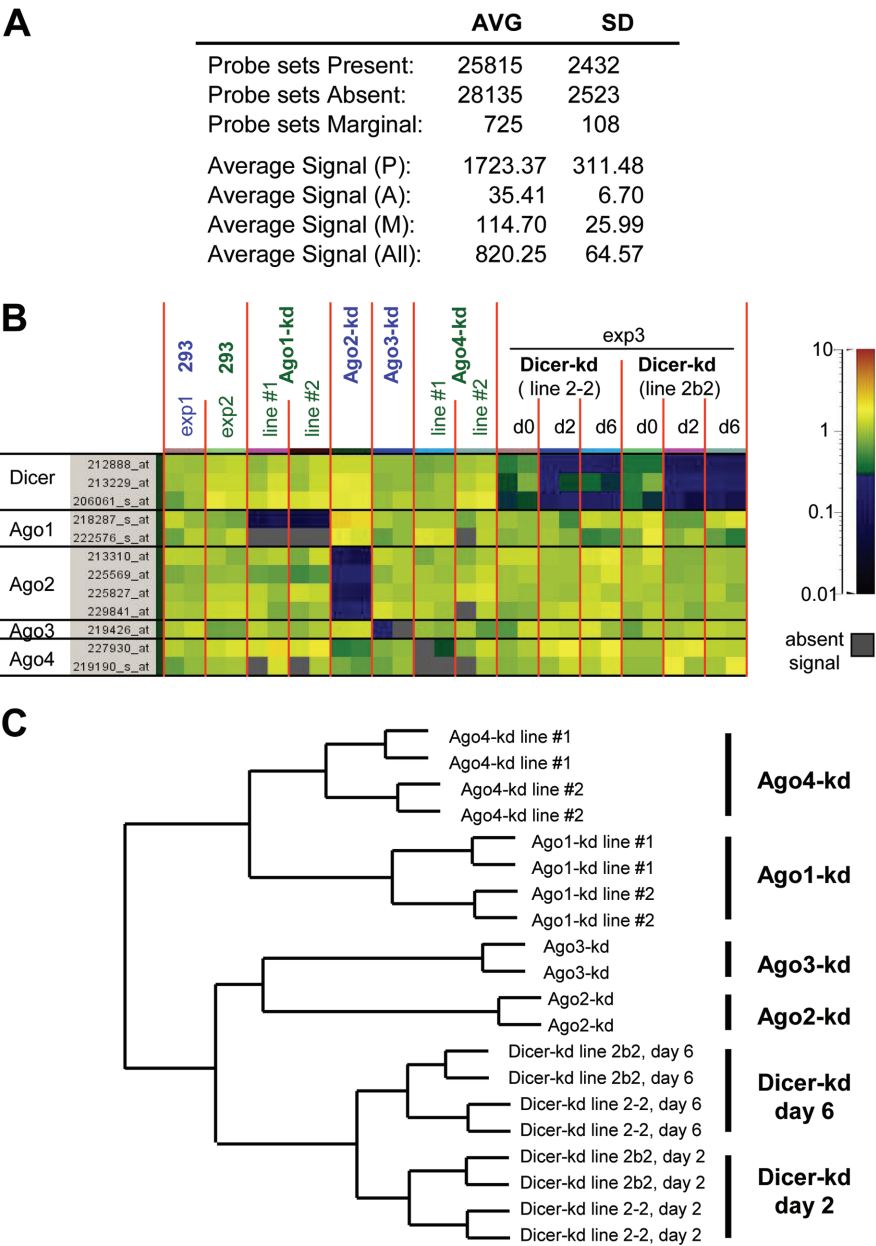 A
AVG SD
Probe sets Present: 25815 2432
Probe sets Absent: 28135 2523
Probe sets Marginal: 725 108
Average Signal (P): 1723.37 311.48
Average Signal (A): 35.41 6.70
Average Signal (M): 114.70 25.99
Average Signal (All): 820.25 64.57
B
exp1 293
exp2 293
Ago1-kd
line #1
line #2
Ago2-kd
Ago3-kd
Ago4-kd
line #1
line #2
exp3
Dicer-kd
( line 2-2)
Dicer-kd
(line 2b2)
d0 d2 d6 d0 d2 d6
Dicer
212888_at
213229_at
206061_s_at
Ago1
218287_s_at
222576_s_at
Ago2
213310_at
225569_at
225827_at
229841_at
Ago3
219426_at
Ago4
227930_at
219190_s_at
10
1
0.1
0.01
absent
signal
C
Ago4-kd line #1
Ago4-kd line #1
Ago4-kd line #2
Ago4-kd line #2
Ago4-kd
Ago1-kd line #1
Ago1-kd line #1
Ago1-kd line #2
Ago1-kd line #2
Ago1-kd
Ago3-kd
Ago3-kd
Ago3-kd
Ago2-kd
Ago2-kd
Ago2-kd
Dicer-kd line 2b2, day 6
Dicer-kd line 2b2, day 6
Dicer-kd line 2-2, day 6
Dicer-kd line 2-2, day 6
Dicer-kd
day 6
Dicer-kd line 2b2, day 2
Dicer-kd line 2b2, day 2
Dicer-kd line 2-2, day 2
Dicer-kd line 2-2, day 2
Dicer-kd
day 2